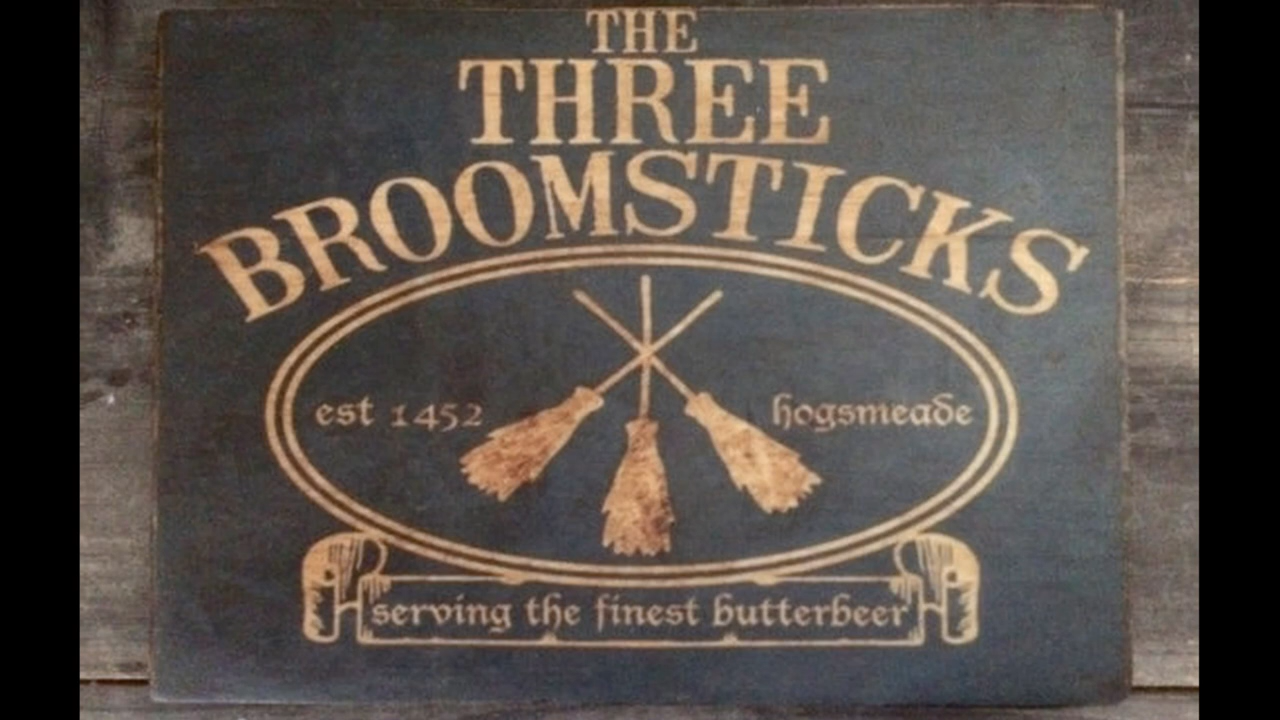 THE
THREE
BROOMSTICKS
est 1452
hogsmeade
serving the finest butterbeer